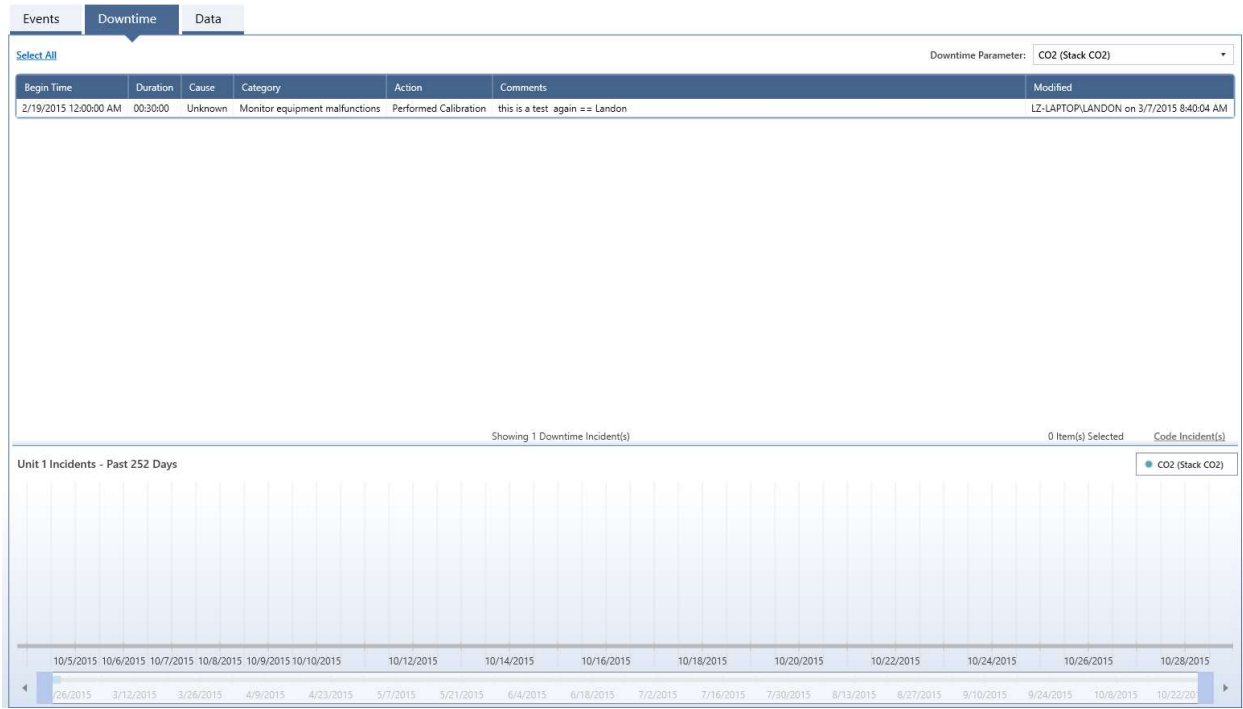 Events Downtime Data
Select All Downtime Parameter: CO2 (Stack CO2)
Begin Time Duration Cause Category Action Comments Modified
2/19/2015 12:00:00 AM 00:30:00 Unknown Monitor equipment malfunctions Performed Calibration this is a test again == Landon LZ-LAPTOP\LANDON on 3/7/2015 8:40:04 AM
Showing 1 Downtime Incident(s) 0 Item(s) Selected Code Incident(s)
Unit 1 Incidents - Past 252 Days
CO2 (Stack CO2)
10/5/2015 10/6/2015 10/7/2015 10/8/2015 10/9/2015 10/10/2015 10/12/2015 10/14/2015 10/16/2015 10/18/2015 10/20/2015 10/22/2015 10/24/2015 10/26/2015 10/28/2015
/26/2015 3/12/2015 3/26/2015 4/9/2015 4/23/2015 5/7/2015 5/21/2015 6/4/2015 6/18/2015 7/2/2015 7/16/2015 7/30/2015 8/13/2015 8/27/2015 9/10/2015 9/24/2015 10/8/2015 10/22/20